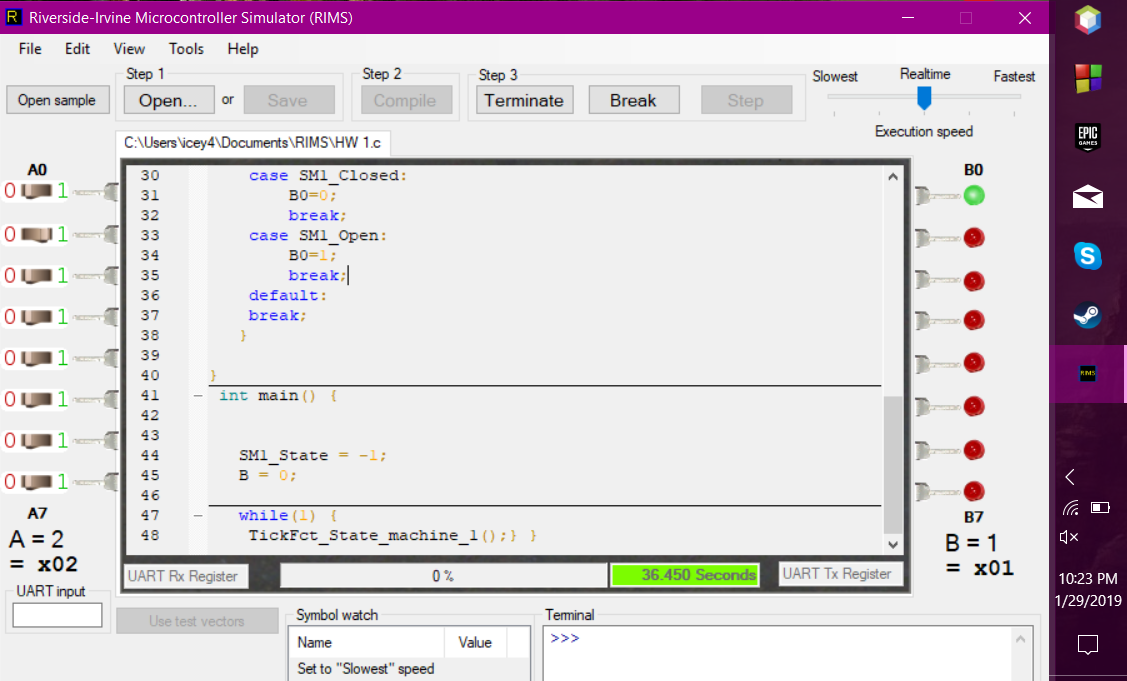 Riverside-Irvine Microcontroller Simulator (RIMS)
File Edit View Tools Help
Open sample
Step 1
Open... or Save
Step 2
Compile
Step 3
Terminate Break Step
Slowest Realtime Fastest
Execution speed
C:\Users\icey4\Documents\RIMS\HW 1.c
A0
0 1
0 1
0 1
0 1
0 1
0 1
0 1
0 1
A7
A = 2
= x02
UART input
30 case SM1_Closed:
31 B0=0;
32 break;
33 case SM1_Open:
34 B0=1;
35 break;
36 default:
37 break;
38 }
39
40 }
41 int main() {
42
43
44 SM1_State = -1;
45 B = 0;
46
47 while(1) {
48 TickFct_State_machine_1();} }
UART Rx Register 0 % 36.450 Seconds UART Tx Register
B0
B7
B = 1
= x01
Use test vectors
Symbol watch
Name Value
Set to "Slowest" speed
Terminal
>>>
EPIC
GAMES
RIMS
10:23 PM
1/29/2019